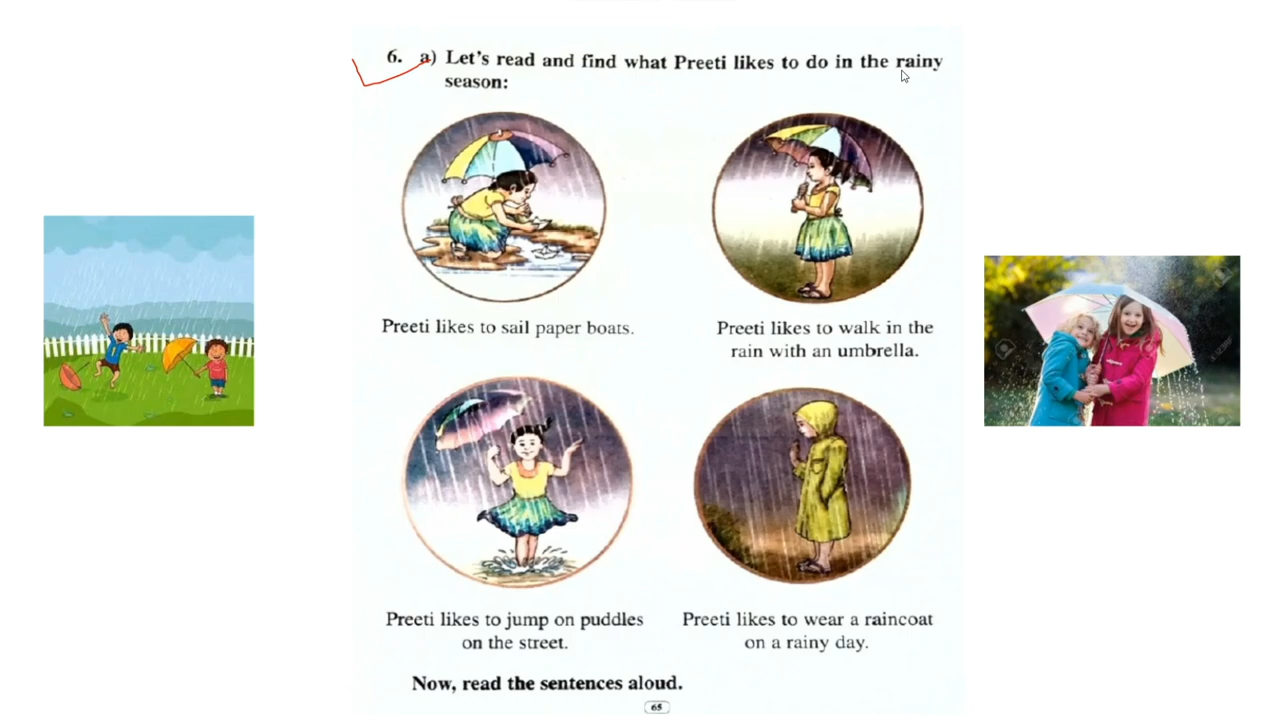 6. a) Let's read and find what Preeti likes to do in the rainy
season:
Preeti likes to sail paper boats.
Preeti likes to walk in the
rain with an umbrella.
Preeti likes to jump on puddles
on the street.
Preeti likes to wear a raincoat
on a rainy day.
Now, read the sentences aloud.
65